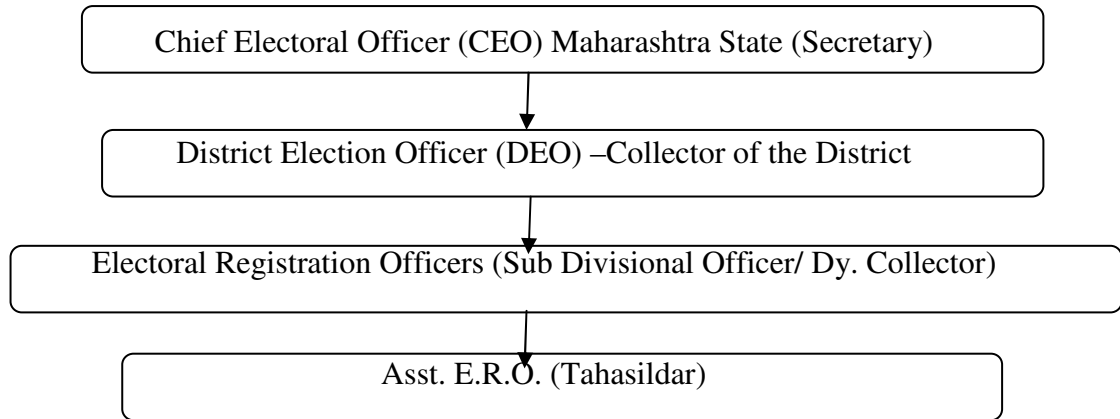 Chief Electoral Officer (CEO) Maharashtra State (Secretary)
District Election Officer (DEO) –Collector of the District
Electoral Registration Officers (Sub Divisional Officer/ Dy. Collector)
Asst. E.R.O. (Tahasildar)